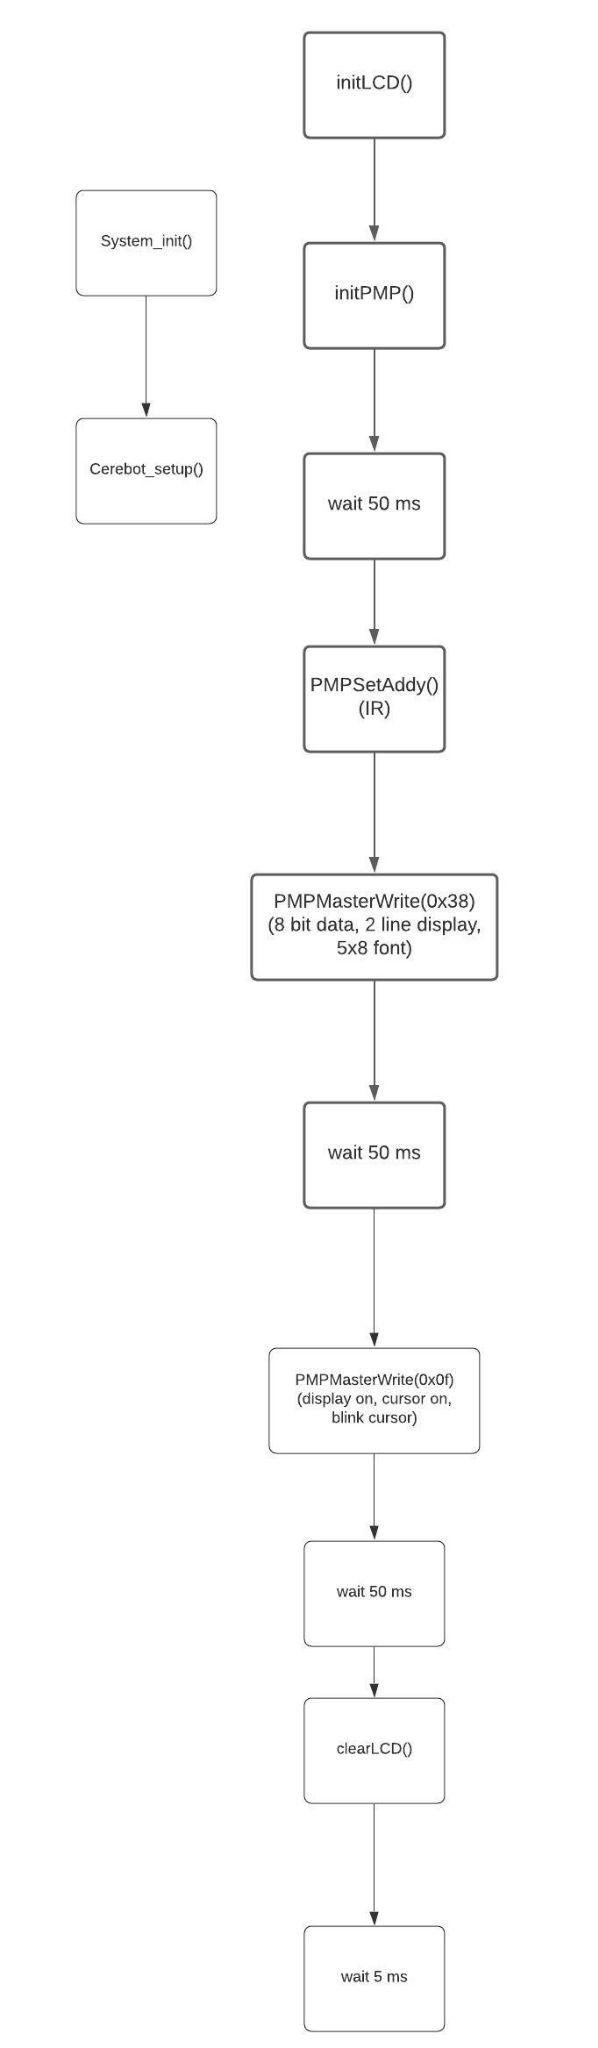 initLCD()
System_init()
initPMP()
Cerebot_setup()
wait 50 ms
PMPSetAddy()
(IR)
PMPMasterWrite(0x38)
(8 bit data, 2 line display,
5x8 font)
wait 50 ms
PMPMasterWrite(0x0f)
(display on, cursor on,
blink cursor)
wait 50 ms
clearLCD()
wait 5 ms